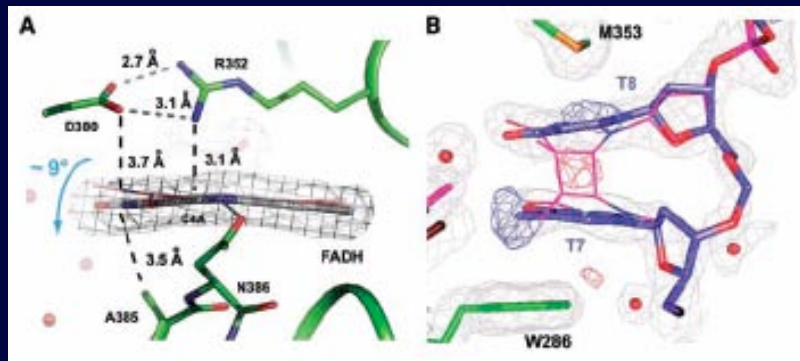 A
2.7 Å
R352
D380
3.1 Å
~ 9°
3.7 Å
3.1 Å
C4A
3.5 Å
FADH
N386
A385
B
M353
T8
T7
W286